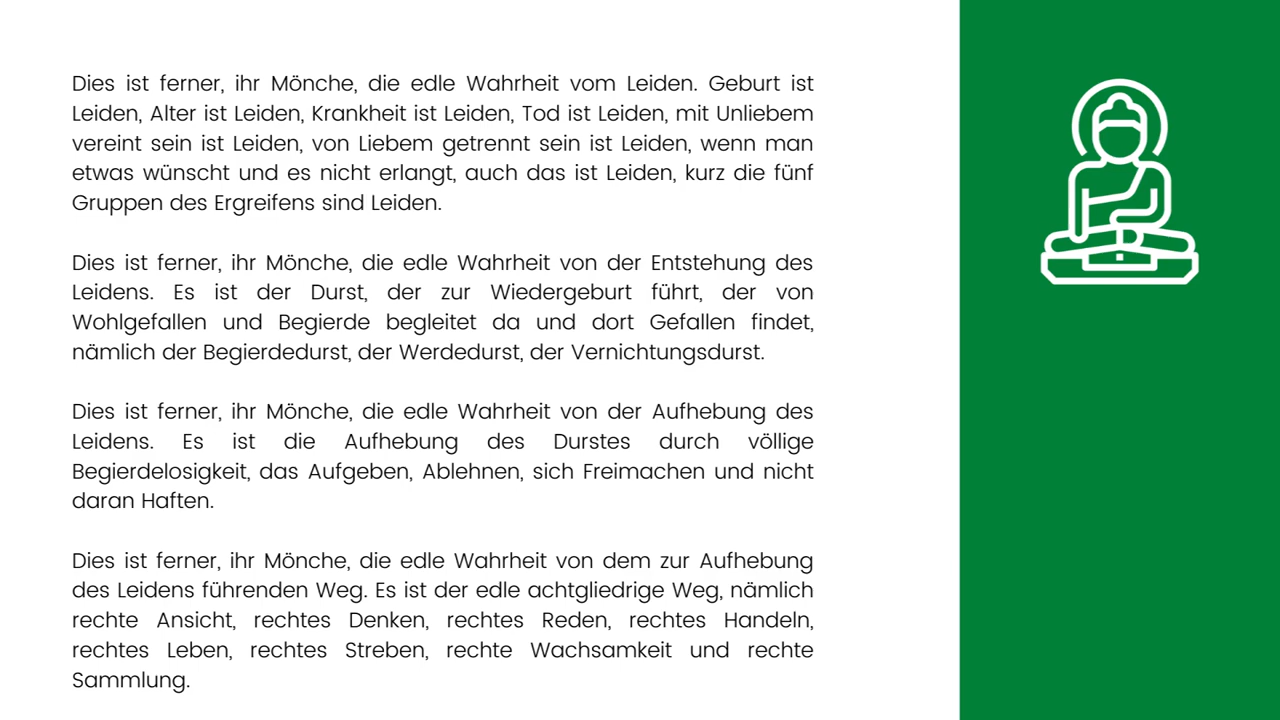 Dies ist ferner, ihr Mönche, die edle Wahrheit vom Leiden. Geburt ist
Leiden, Alter ist Leiden, Krankheit ist Leiden, Tod ist Leiden, mit Unliebem
vereint sein ist Leiden, von Liebem getrennt sein ist Leiden, wenn man
etwas wünscht und es nicht erlangt, auch das ist Leiden, kurz die fünf
Gruppen des Ergreifens sind Leiden.
Dies ist ferner, ihr Mönche, die edle Wahrheit von der Entstehung des
Leidens. Es ist der Durst, der zur Wiedergeburt führt, der von
Wohlgefallen und Begierde begleitet da und dort Gefallen findet,
nämlich der Begierdedurst, der Werdedurst, der Vernichtungsdurst.
Dies ist ferner, ihr Mönche, die edle Wahrheit von der Aufhebung des
Leidens. Es ist die Aufhebung des Durstes durch völlige
Begierdelosigkeit, das Aufgeben, Ablehnen, sich Freimachen und nicht
daran Haften.
Dies ist ferner, ihr Mönche, die edle Wahrheit von dem zur Aufhebung
des Leidens führenden Weg. Es ist der edle achtgliedrige Weg, nämlich
rechte Ansicht, rechtes Denken, rechtes Reden, rechtes Handeln,
rechtes Leben, rechtes Streben, rechte Wachsamkeit und rechte
Sammlung.